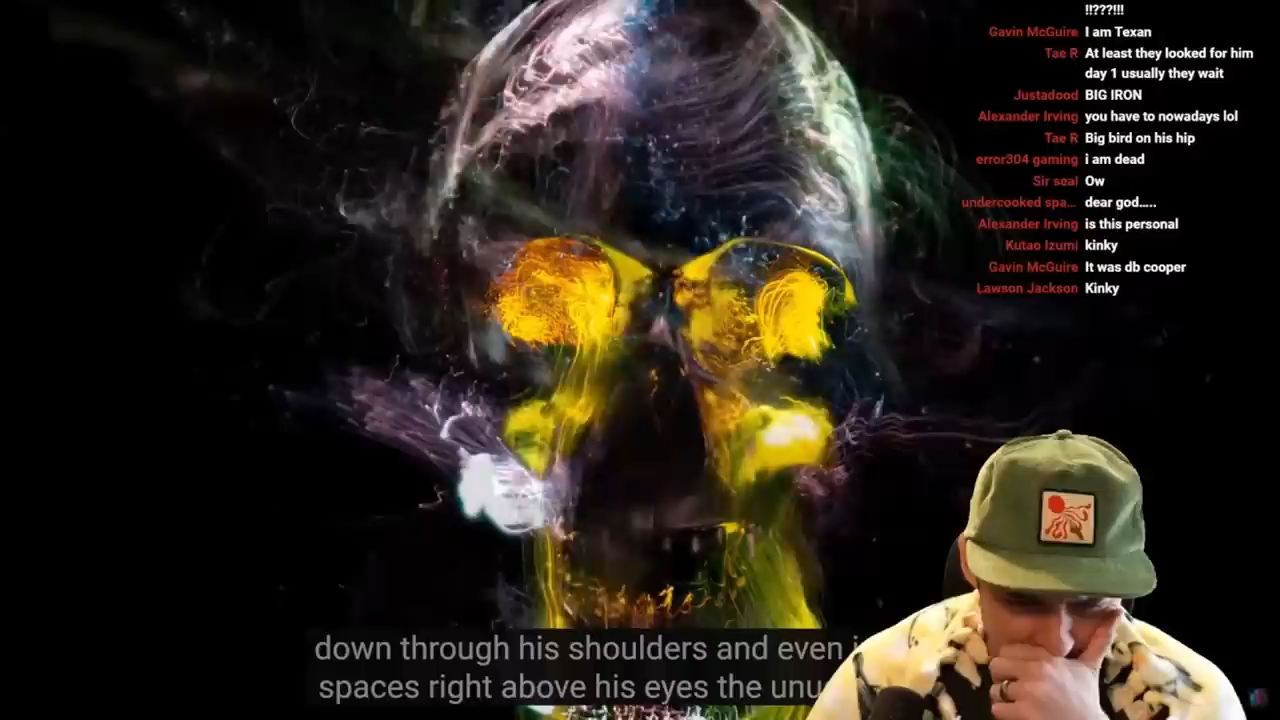 !!???!!!
Gavin McGuire I am Texan
Tae R At least they looked for him
day 1 usually they wait
Justadood BIG IRON
Alexander Irving you have to nowadays lol
Tae R Big bird on his hip
error304 gaming i am dead
Sir seal Ow
undercooked spa... dear god.....
Alexander Irving is this personal
Kutao Izumi kinky
Gavin McGuire It was db cooper
Lawson Jackson Kinky
down through his shoulders and even
spaces right above his eyes the